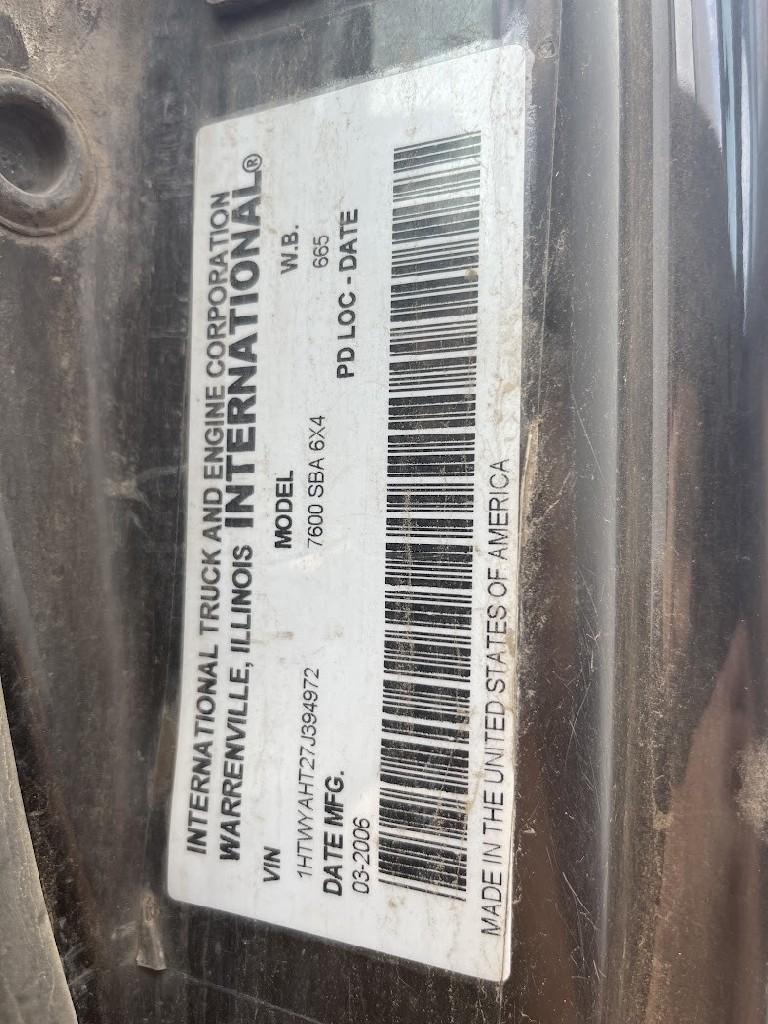 INTERNATIONAL TRUCK AND ENGINE CORPORATION
WARRENVILLE, ILLINOIS INTERNATIONAL®
VIN MODEL W.B.
1HTWYAHT27J394972 7600 SBA 6X4 665
DATE MFG. PD LOC - DATE
03-2006
MADE IN THE UNITED STATES OF AMERICA